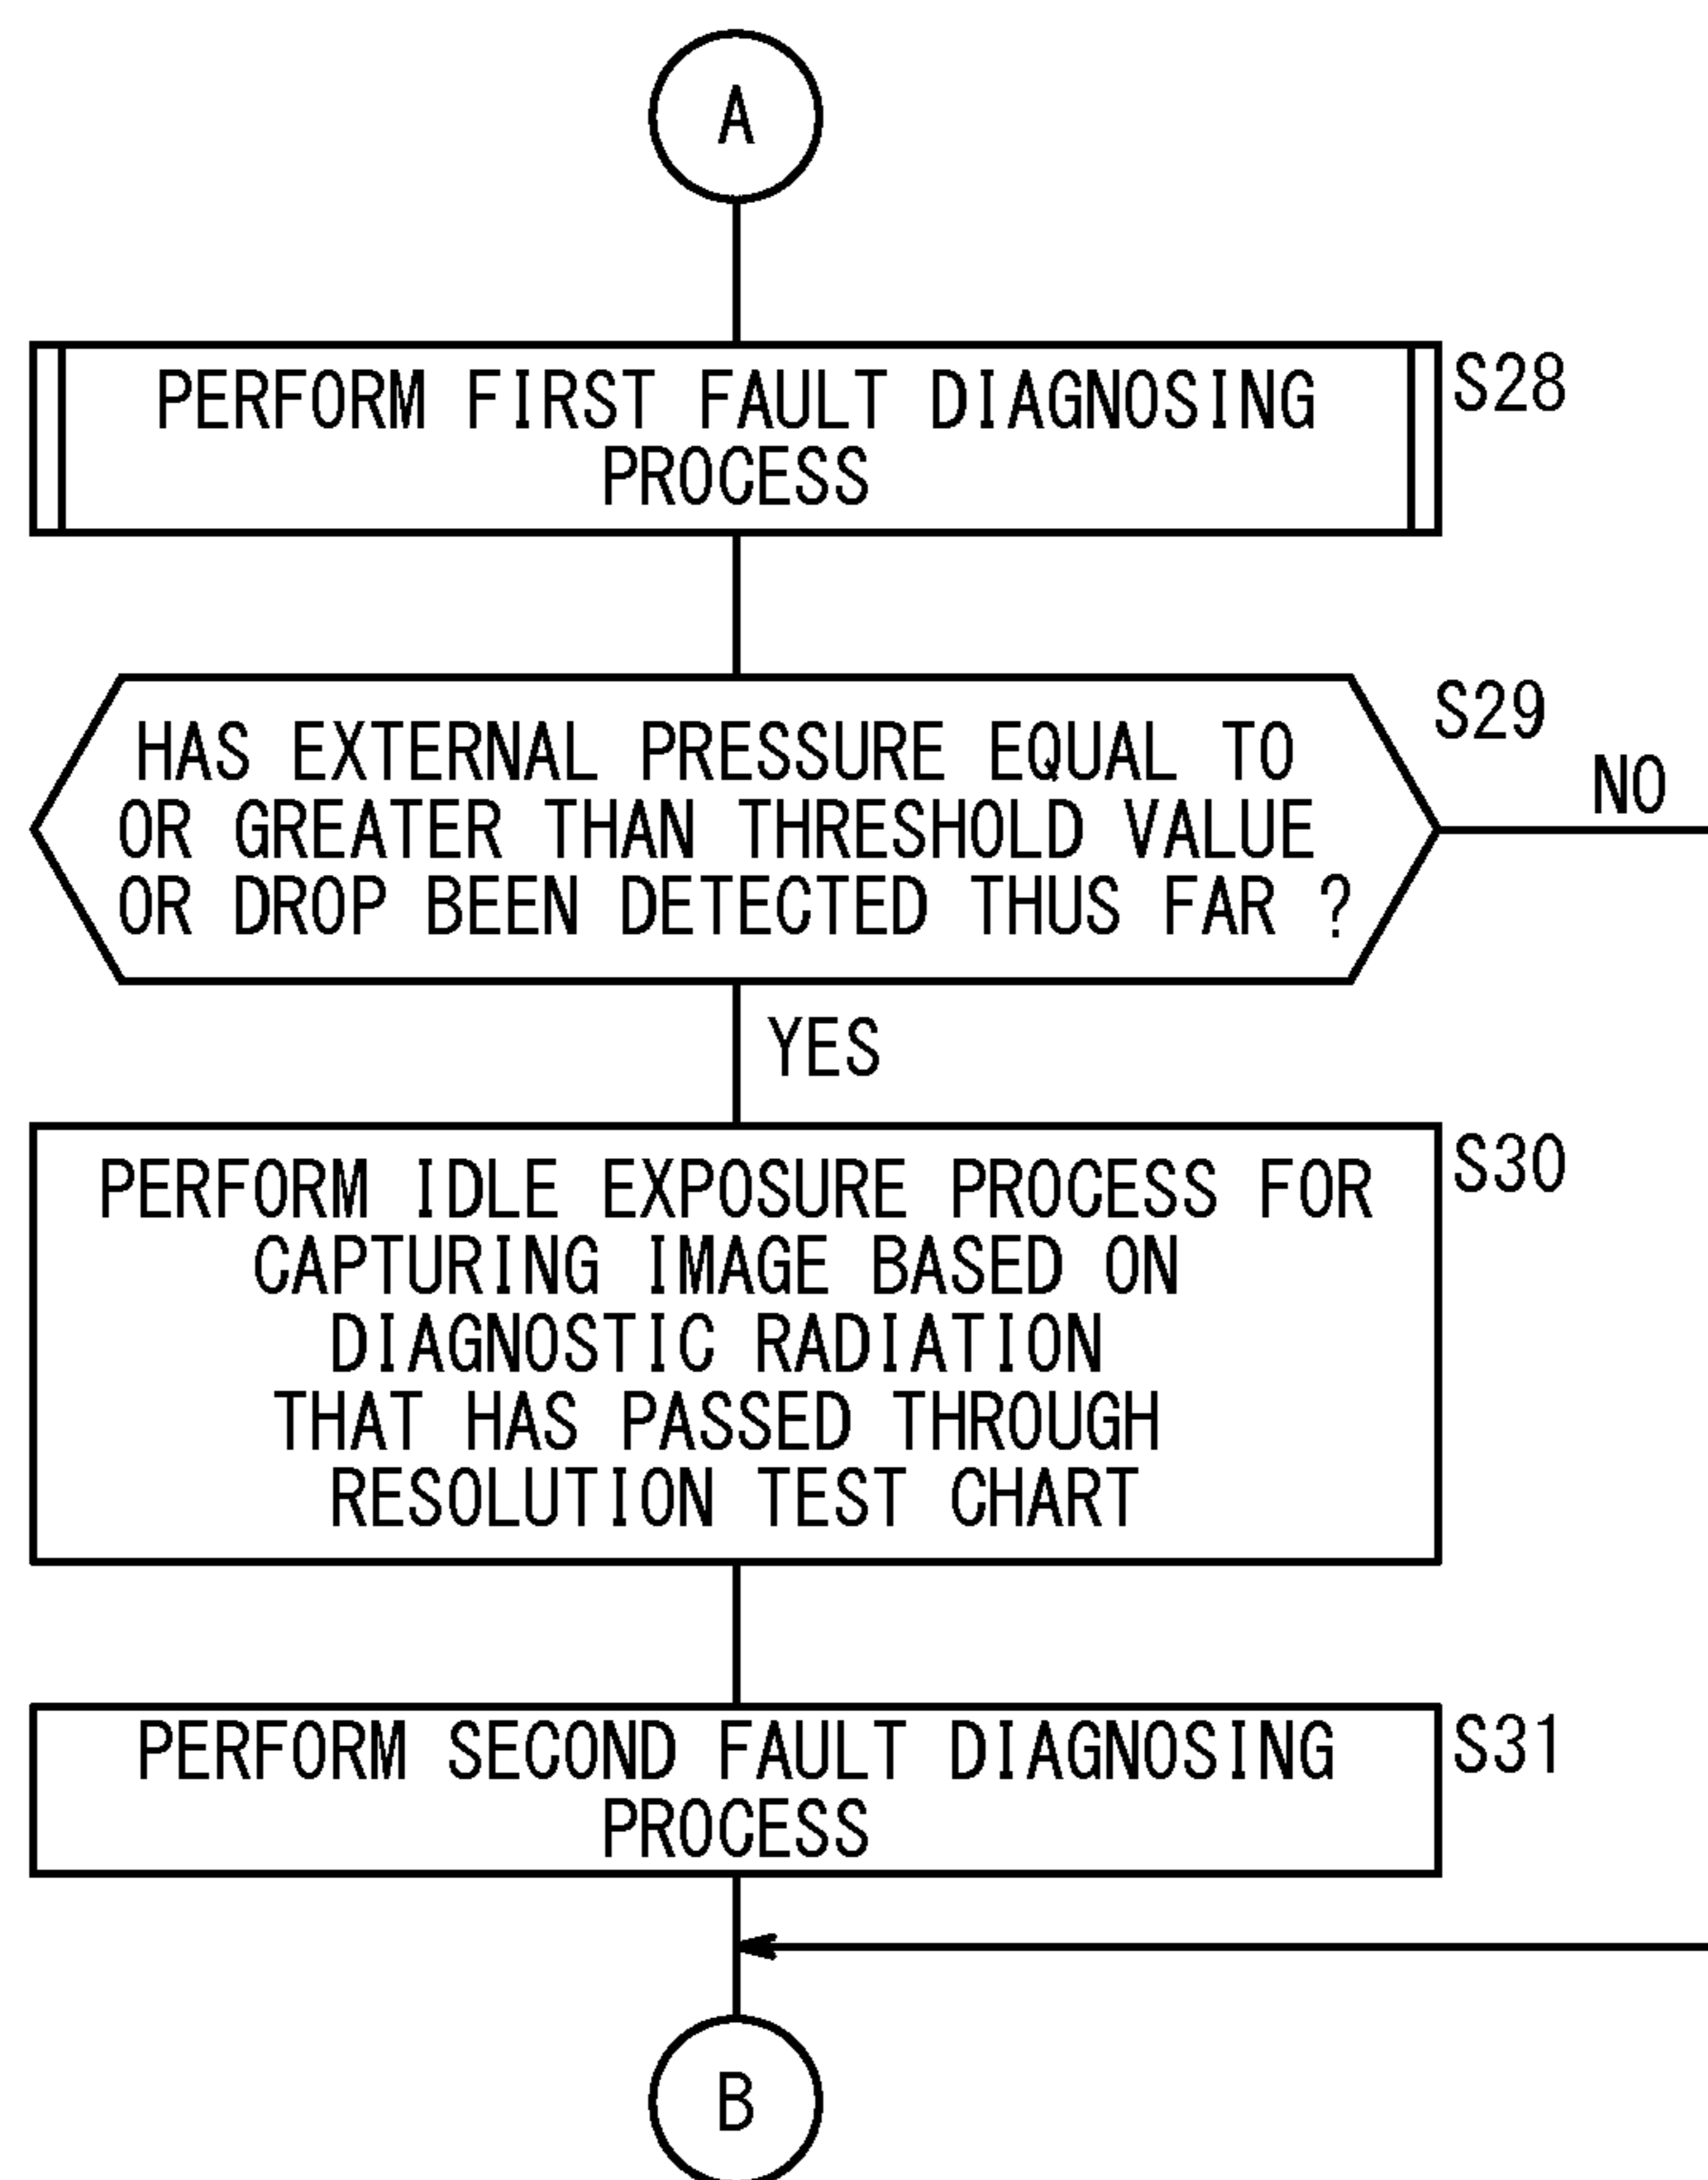 A
PERFORM FIRST FAULT DIAGNOSING
PROCESS
S28
HAS EXTERNAL PRESSURE EQUAL TO
OR GREATER THAN THRESHOLD VALUE
OR DROP BEEN DETECTED THUS FAR ?
S29
NO
YES
PERFORM IDLE EXPOSURE PROCESS FOR
CAPTURING IMAGE BASED ON
DIAGNOSTIC RADIATION
THAT HAS PASSED THROUGH
RESOLUTION TEST CHART
S30
PERFORM SECOND FAULT DIAGNOSING
PROCESS
S31
B